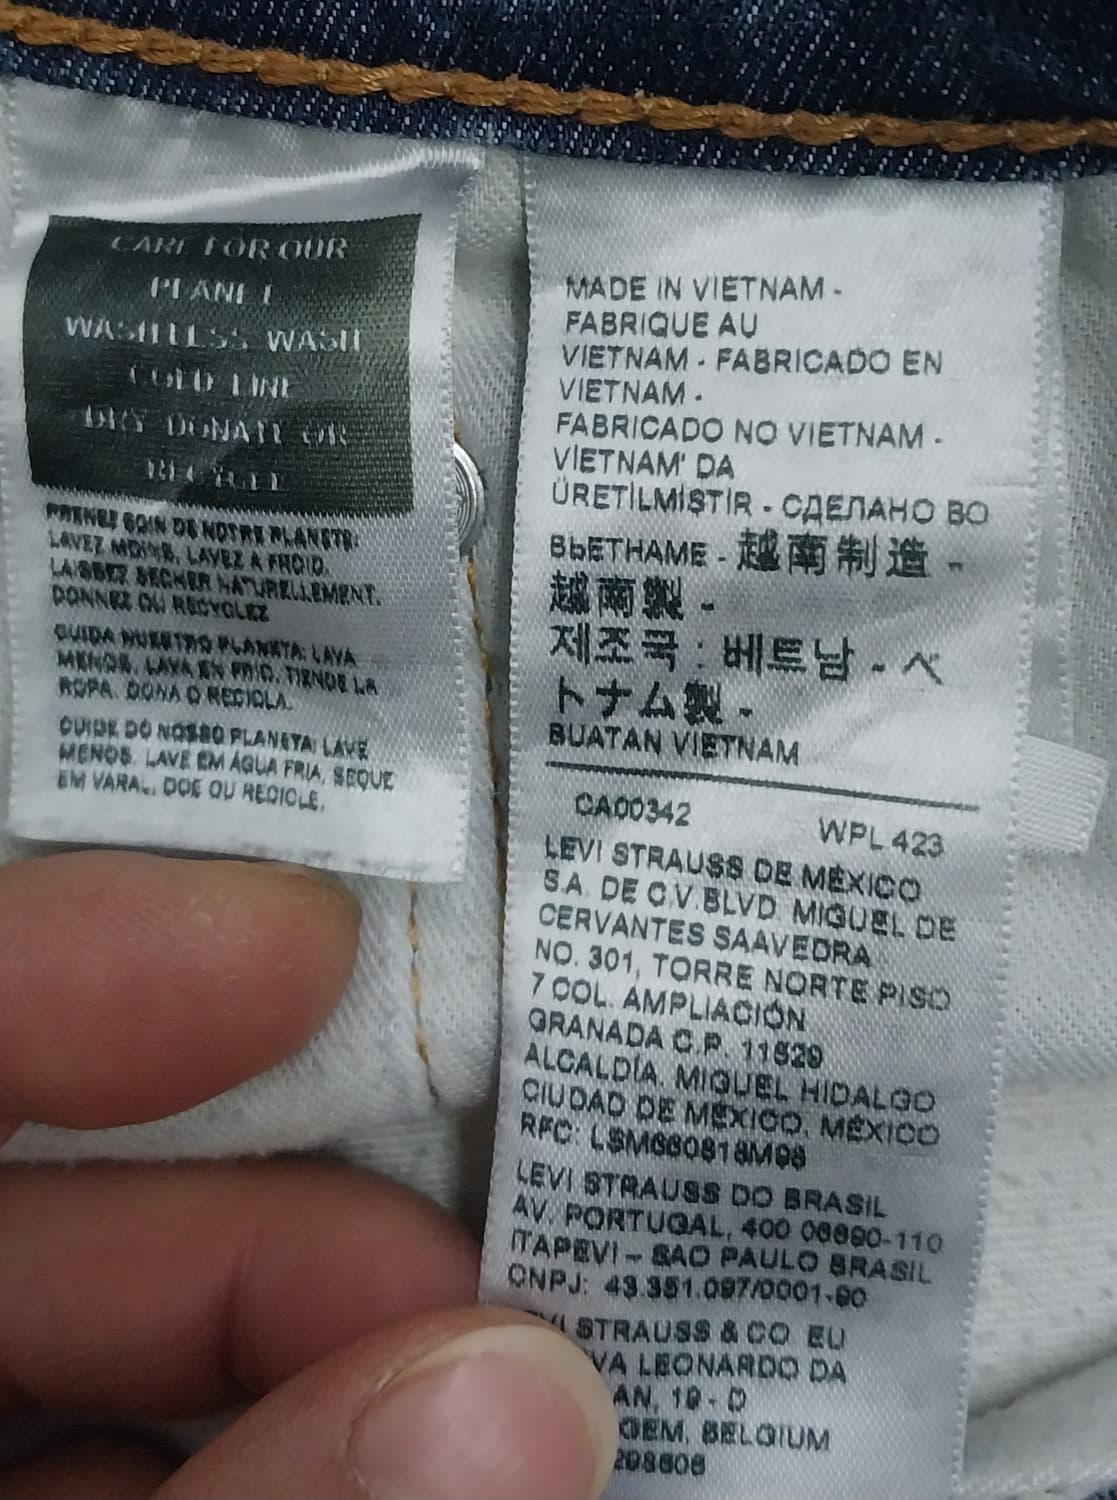 CARE FOR OUR
PLANET
WASH LESS WASH
COLD LINE
DRY DONATE OR
RECYCLE
PRENEZ SOIN DE NOTRE PLANETE:
LAVEZ MOINS, LAVEZ A FROID.
LAISSEZ SECHER NATURELLEMENT.
DONNEZ OU RECYCLEZ
CUIDA NUESTRO PLANETA: LAVA
MENOS, LAVA EN FRIO, TIENDE LA
ROPA. DONA O RECICLA.
CUIDE DO NOSSO PLANETA: LAVE
MENOS. LAVE EM ÁGUA FRIA. SEQUE
EM VARAL. DOE OU RECICLE.
MADE IN VIETNAM -
FABRIQUE AU
VIETNAM - FABRICADO EN
VIETNAM -
FABRICADO NO VIETNAM -
VİETNAM' DA
ÜRETİLMİSTİR - СДЕЛАНО ВО
ВЬЕТНАМЕ - 越南制造 -
越南製 -
제조국 : 베트남 - ベ
トナム製 -
BUATAN VIETNAM
CA00342 WPL 423
LEVI STRAUSS DE MÉXICO
S.A. DE C.V.BLVD. MIGUEL DE
CERVANTES SAAVEDRA
NO. 301, TORRE NORTE PISO
7 COL. AMPLIACIÓN
GRANADA C.P. 11529
ALCALDÍA. MIGUEL HIDALGO
CIUDAD DE MÉXICO, MÉXICO
RFC:
LEVI STRAUSS DO BRASIL
AV. PORTUGAL, 400 06690-110
ITAPEVI – SAO PAULO BRASIL
CNPJ: 43.351.097/0001-90
STRAUSS & CO EU
LEONARDO DA
19 - D
BELGIUM